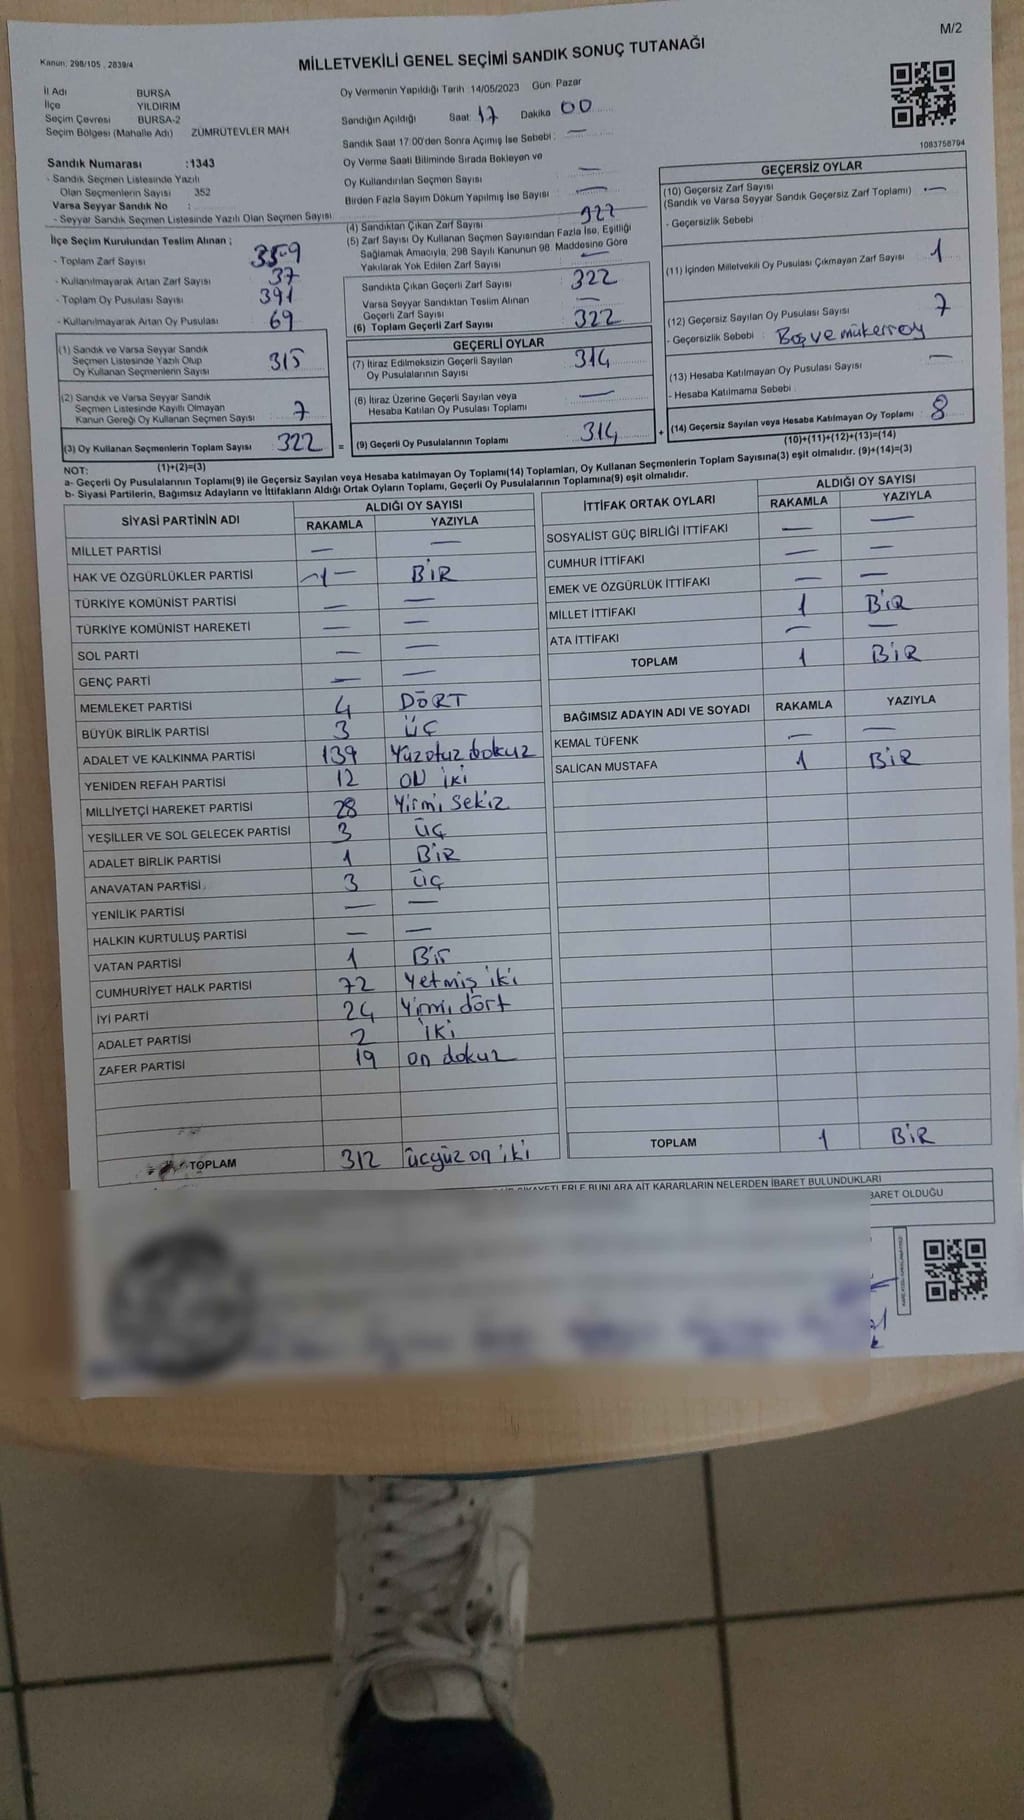 M/2
Kanun: 298/105 , 2839/4
MİLLETVEKİLİ GENEL SEÇİMİ SANDIK SONUÇ TUTANAĞI
İl Adı BURSA
İlçe YILDIRIM
Seçim Çevresi BURSA-2
Seçim Bölgesi (Mahalle Adı) ZÜMRÜTEVLER MAH
Sandık Numarası :1343
- Sandık Seçmen Listesinde Yazılı
Olan Seçmenlerin Sayısı 352
Varsa Seyyar Sandık No :
- Seyyar Sandık Seçmen Listesinde Yazılı Olan Seçmen Sayısı
İlçe Seçim Kurulundan Teslim Alınan ;
- Toplam Zarf Sayısı 359
- Kullanılmayarak Artan Zarf Sayısı 37
- Toplam Oy Pusulası Sayısı 391
- Kullanılmayarak Artan Oy Pusulası 69
(1) Sandık ve Varsa Seyyar Sandık
Seçmen Listesinde Yazılı Olup
Oy Kullanan Seçmenlerin Sayısı 315
(2) Sandık ve Varsa Seyyar Sandık
Seçmen Listesinde Kayıtlı Olmayan
Kanun Gereği Oy Kullanan Seçmen Sayısı 7
(3) Oy Kullanan Seçmenlerin Toplam Sayısı 322 =
(1)+(2)=(3)
Oy Vermenin Yapıldığı Tarih :14/05/2023 Gün: Pazar
Sandığın Açıldığı Saat: 17 Dakika 00
Sandık Saat 17:00'den Sonra Açımış İse Sebebi : —
Oy Verme Saati Bitiminde Sırada Bekleyen ve
Oy Kullandırılan Seçmen Sayısı —
Birden Fazla Sayım Döküm Yapılmış İse Sayısı —
(4) Sandıktan Çıkan Zarf Sayısı 322
(5) Zarf Sayısı Oy Kullanan Seçmen Sayısından Fazla İse, Eşitliği
Sağlamak Amacıyla, 298 Sayılı Kanunun 98. Maddesine Göre
Yakılarak Yok Edilen Zarf Sayısı —
Sandıkta Çıkan Geçerli Zarf Sayısı 322
Varsa Seyyar Sandıktan Teslim Alınan
Geçerli Zarf Sayısı —
(6) Toplam Geçerli Zarf Sayısı 322
GEÇERLİ OYLAR
(7) İtiraz Edilmeksizin Geçerli Sayılan
Oy Pusulalarının Sayısı 314
(8) İtiraz Üzerine Geçerli Sayılan veya
Hesaba Katılan Oy Pusulası Toplamı —
(9) Geçerli Oy Pusulalarının Toplamı 314 +
1083758794
GEÇERSİZ OYLAR
(10) Geçersiz Zarf Sayısı
(Sandık ve Varsa Seyyar Sandık Geçersiz Zarf Toplamı) —
- Geçersizlik Sebebi :
(11) İçinden Milletvekili Oy Pusulası Çıkmayan Zarf Sayısı 1
(12) Geçersiz Sayılan Oy Pusulası Sayısı 7
- Geçersizlik Sebebi : Boş ve mükerrer oy
(13) Hesaba Katılmayan Oy Pusulası Sayısı —
- Hesaba Katılmama Sebebi :
(14) Geçersiz Sayılan veya Hesaba Katılmayan Oy Toplamı 8
(10)+(11)+(12)+(13)=(14)
NOT:
a- Geçerli Oy Pusulalarının Toplamı(9) ile Geçersiz Sayılan veya Hesaba katılmayan Oy Toplamı(14) Toplamları, Oy Kullanan Seçmenlerin Toplam Sayısına(3) eşit olmalıdır. (9)+(14)=(3)
b- Siyasi Partilerin, Bağımsız Adayların ve İttifakların Aldığı Ortak Oyların Toplamı, Geçerli Oy Pusulalarının Toplamına(9) eşit olmalıdır.
SİYASİ PARTİNİN ADI ALDIĞI OY SAYISI
RAKAMLA YAZIYLA
MİLLET PARTİSİ — —
HAK VE ÖZGÜRLÜKLER PARTİSİ —1— BİR
TÜRKİYE KOMÜNİST PARTİSİ — —
TÜRKİYE KOMÜNİST HAREKETİ — —
SOL PARTİ — —
GENÇ PARTİ — —
MEMLEKET PARTİSİ 4 DÖRT
BÜYÜK BİRLİK PARTİSİ 3 ÜÇ
ADALET VE KALKINMA PARTİSİ 139 Yüzotuz dokuz
YENİDEN REFAH PARTİSİ 12 ON İKİ
MİLLİYETÇİ HAREKET PARTİSİ 28 Yirmi Sekiz
YEŞİLLER VE SOL GELECEK PARTİSİ 3 ÜÇ
ADALET BİRLİK PARTİSİ 1 BİR
ANAVATAN PARTİSİ 3 ÜÇ
YENİLİK PARTİSİ — —
HALKIN KURTULUŞ PARTİSİ — —
VATAN PARTİSİ 1 Bir
CUMHURİYET HALK PARTİSİ 72 Yetmiş iki
İYİ PARTİ 24 Yirmi dört
ADALET PARTİSİ 2 iki
ZAFER PARTİSİ 19 on dokuz
TOPLAM 312 üçyüz on iki
İTTİFAK ORTAK OYLARI ALDIĞI OY SAYISI
RAKAMLA YAZIYLA
SOSYALİST GÜÇ BİRLİĞİ İTTİFAKI — —
CUMHUR İTTİFAKI — —
EMEK VE ÖZGÜRLÜK İTTİFAKI — —
MİLLET İTTİFAKI 1 BİR
ATA İTTİFAKI — —
TOPLAM 1 BİR
BAĞIMSIZ ADAYIN ADI VE SOYADI RAKAMLA YAZIYLA
KEMAL TÜFENK — —
SALİCAN MUSTAFA 1 BİR
TOPLAM 1 BİR
ŞİKAYETLERLE BUNLARA AİT KARARLARIN NELERDEN İBARET BULUNDUKLARI
BARET OLDUĞU